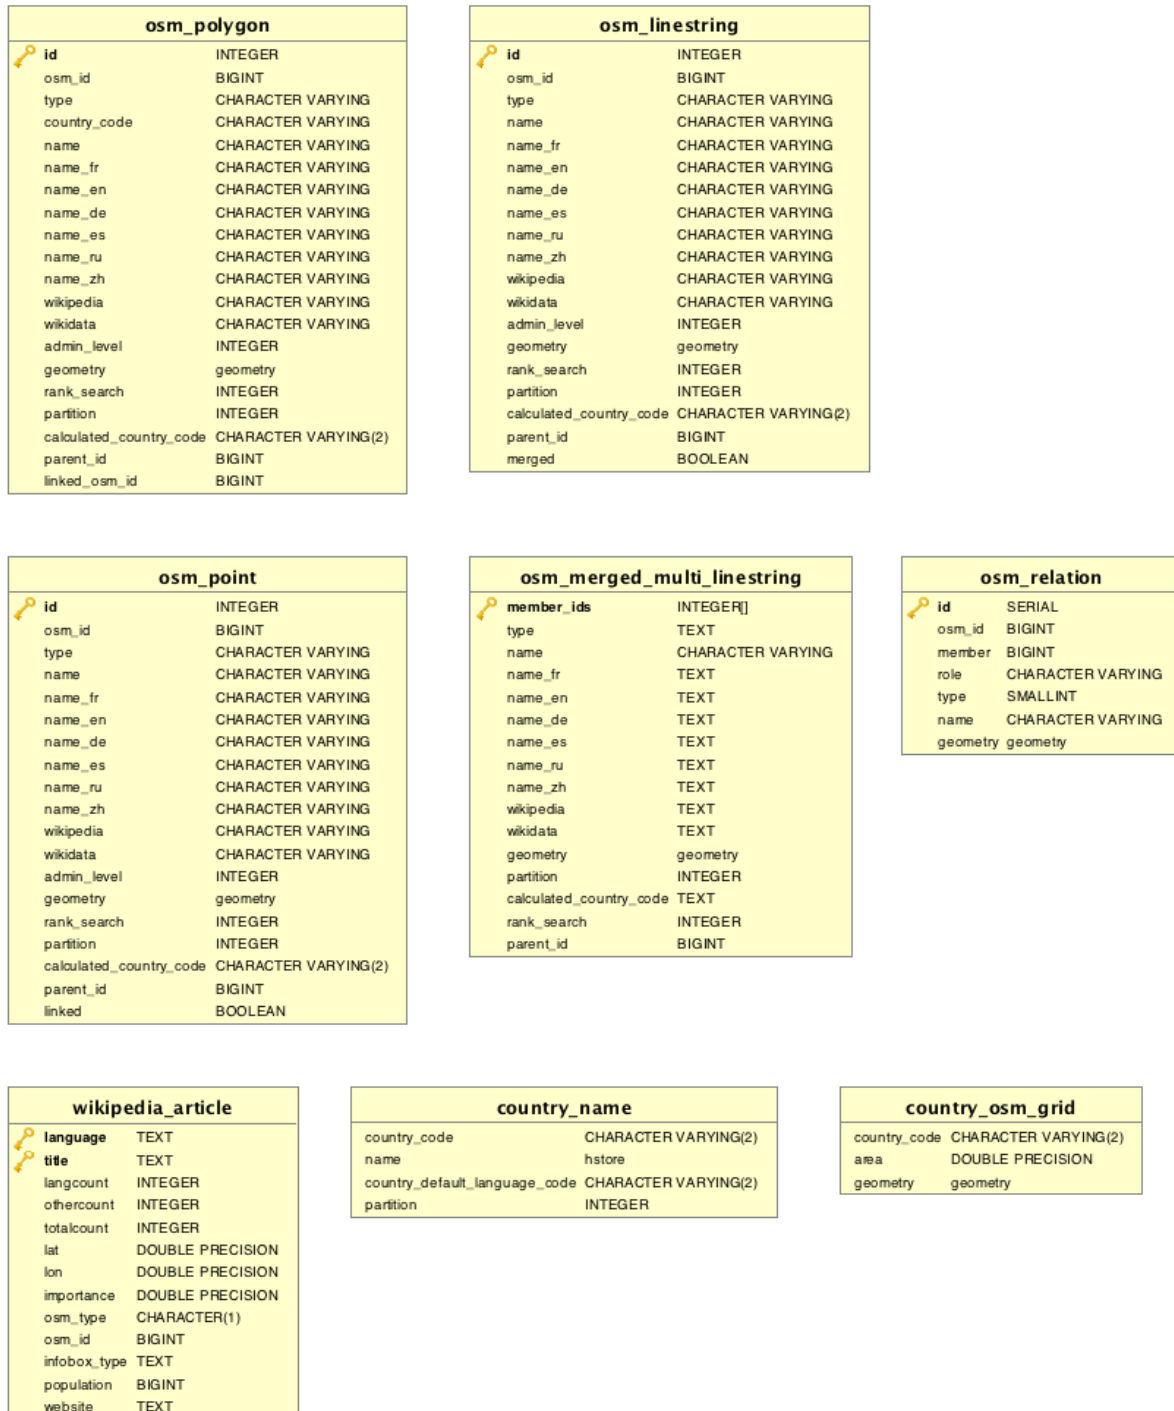 osm_polygon
id INTEGER
osm_id BIGINT
type CHARACTER VARYING
country_code CHARACTER VARYING
name CHARACTER VARYING
name_fr CHARACTER VARYING
name_en CHARACTER VARYING
name_de CHARACTER VARYING
name_es CHARACTER VARYING
name_ru CHARACTER VARYING
name_zh CHARACTER VARYING
wikipedia CHARACTER VARYING
wikidata CHARACTER VARYING
admin_level INTEGER
geometry geometry
rank_search INTEGER
partition INTEGER
calculated_country_code CHARACTER VARYING(2)
parent_id BIGINT
linked_osm_id BIGINT
osm_linestring
id INTEGER
osm_id BIGINT
type CHARACTER VARYING
name CHARACTER VARYING
name_fr CHARACTER VARYING
name_en CHARACTER VARYING
name_de CHARACTER VARYING
name_es CHARACTER VARYING
name_ru CHARACTER VARYING
name_zh CHARACTER VARYING
wikipedia CHARACTER VARYING
wikidata CHARACTER VARYING
admin_level INTEGER
geometry geometry
rank_search INTEGER
partition INTEGER
calculated_country_code CHARACTER VARYING(2)
parent_id BIGINT
merged BOOLEAN
osm_point
id INTEGER
osm_id BIGINT
type CHARACTER VARYING
name CHARACTER VARYING
name_fr CHARACTER VARYING
name_en CHARACTER VARYING
name_de CHARACTER VARYING
name_es CHARACTER VARYING
name_ru CHARACTER VARYING
name_zh CHARACTER VARYING
wikipedia CHARACTER VARYING
wikidata CHARACTER VARYING
admin_level INTEGER
geometry geometry
rank_search INTEGER
partition INTEGER
calculated_country_code CHARACTER VARYING(2)
parent_id BIGINT
linked BOOLEAN
osm_merged_multi_linestring
member_ids INTEGER[]
type TEXT
name CHARACTER VARYING
name_fr TEXT
name_en TEXT
name_de TEXT
name_es TEXT
name_ru TEXT
name_zh TEXT
wikipedia TEXT
wikidata TEXT
geometry geometry
partition INTEGER
calculated_country_code TEXT
rank_search INTEGER
parent_id BIGINT
osm_relation
id SERIAL
osm_id BIGINT
member BIGINT
role CHARACTER VARYING
type SMALLINT
name CHARACTER VARYING
geometry geometry
wikipedia_article
language TEXT
title TEXT
langcount INTEGER
othercount INTEGER
totalcount INTEGER
lat DOUBLE PRECISION
lon DOUBLE PRECISION
importance DOUBLE PRECISION
osm_type CHARACTER(1)
osm_id BIGINT
infobox_type TEXT
population BIGINT
website TEXT
country_name
country_code CHARACTER VARYING(2)
name hstore
country_default_language_code CHARACTER VARYING(2)
partition INTEGER
country_osm_grid
country_code CHARACTER VARYING(2)
area DOUBLE PRECISION
geometry geometry